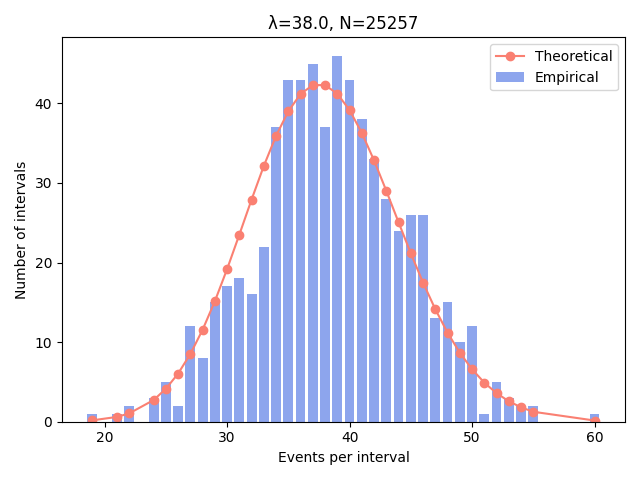 λ=38.0, N=25257
Theoretical
Empirical
Number of intervals
40
30
20
10
0
20
30
40
50
60
Events per interval